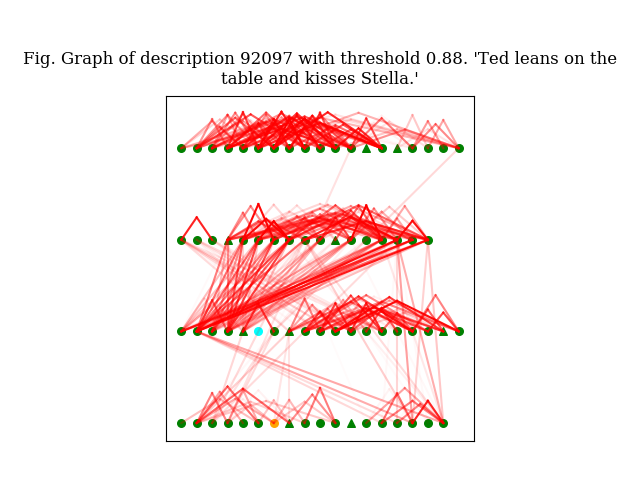 Fig. Graph of description 92097 with threshold 0.88. 'Ted leans on the
table and kisses Stella.'